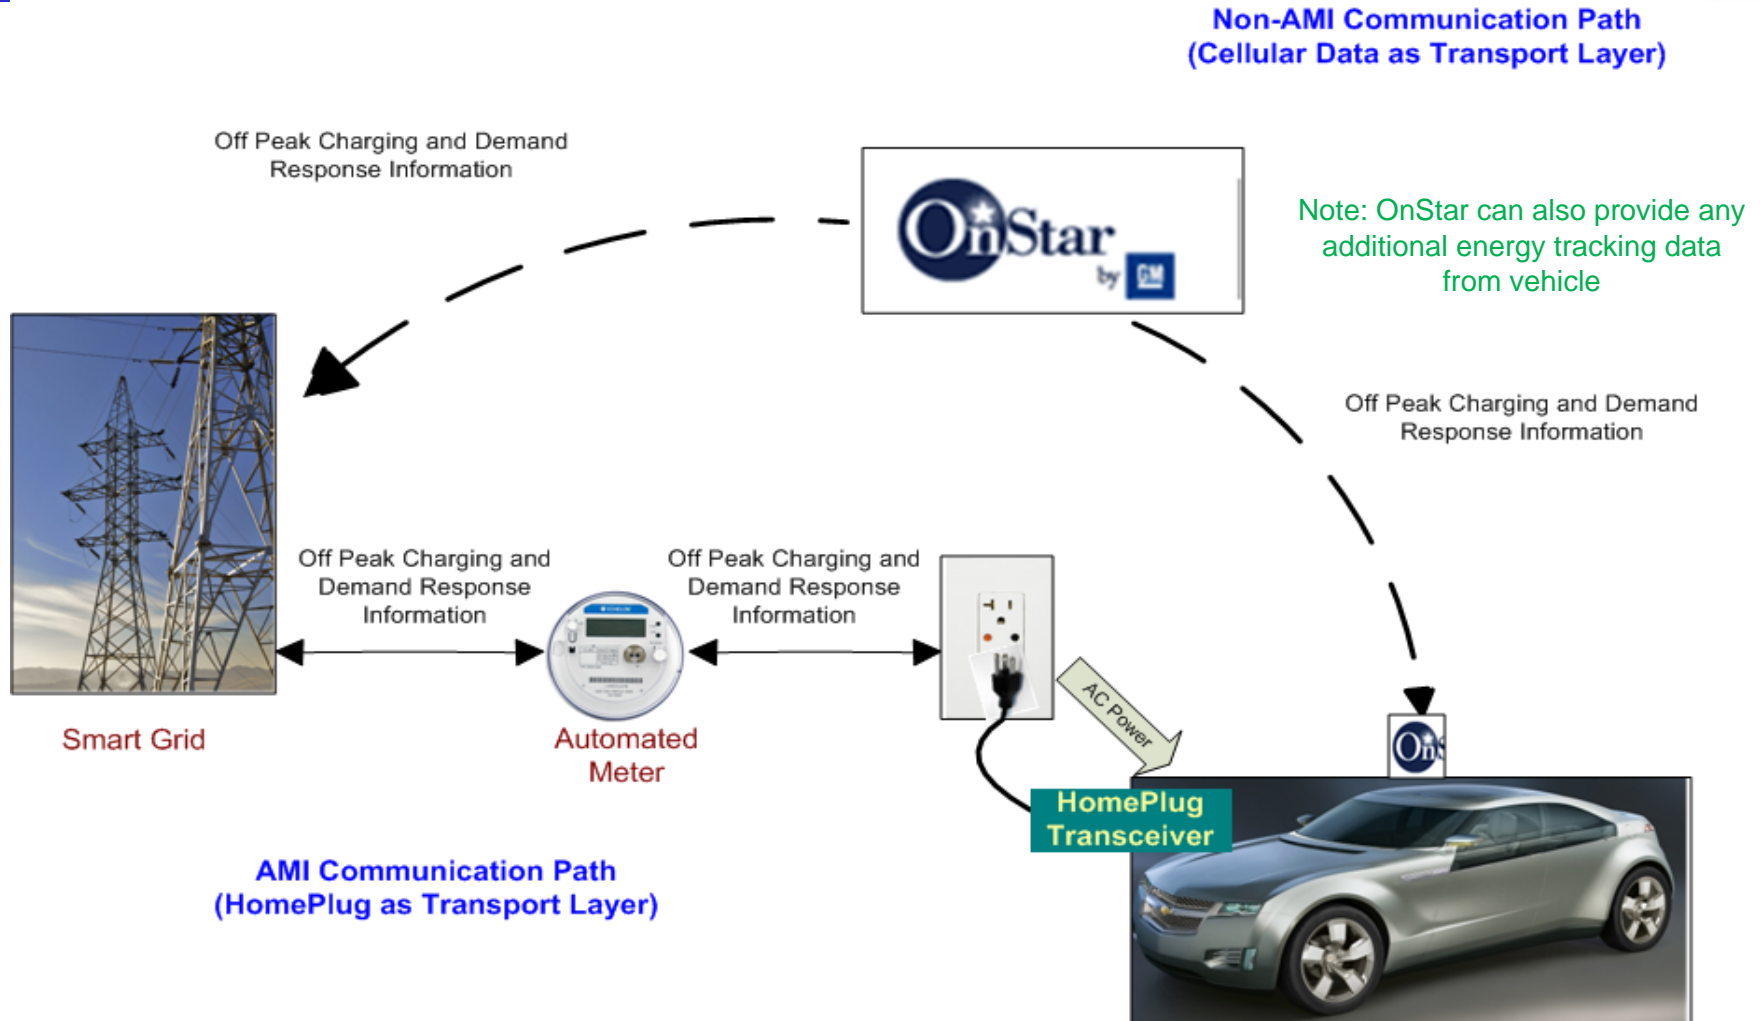 Non-AMI Communication Path
(Cellular Data as Transport Layer)
Off Peak Charging and Demand
Response Information
OnStar
by GM
Note: OnStar can also provide any
additional energy tracking data
from vehicle
Off Peak Charging and Demand
Response Information
Off Peak Charging and
Demand Response
Information
Off Peak Charging and
Demand Response
Information
AC Power
Smart Grid
Automated
Meter
OnS
HomePlug
Transceiver
AMI Communication Path
(HomePlug as Transport Layer)